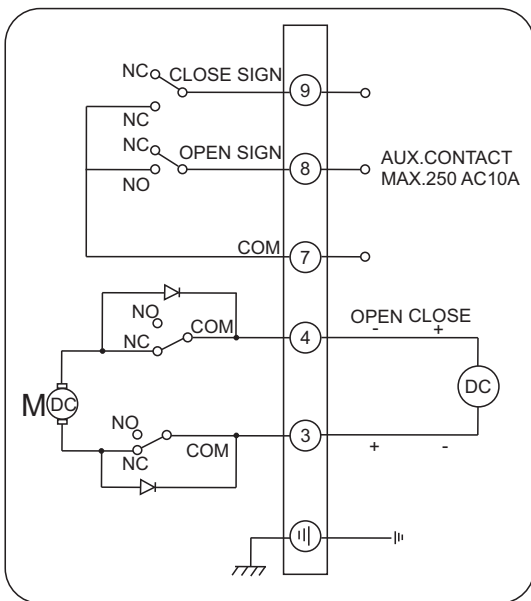 NC CLOSE SIGN 9
NC
NC OPEN SIGN 8 AUX.CONTACT
NO MAX.250 AC10A
COM 7
NO COM 4 OPEN CLOSE
NC - +
M DC DC
NO COM 3
NC + -